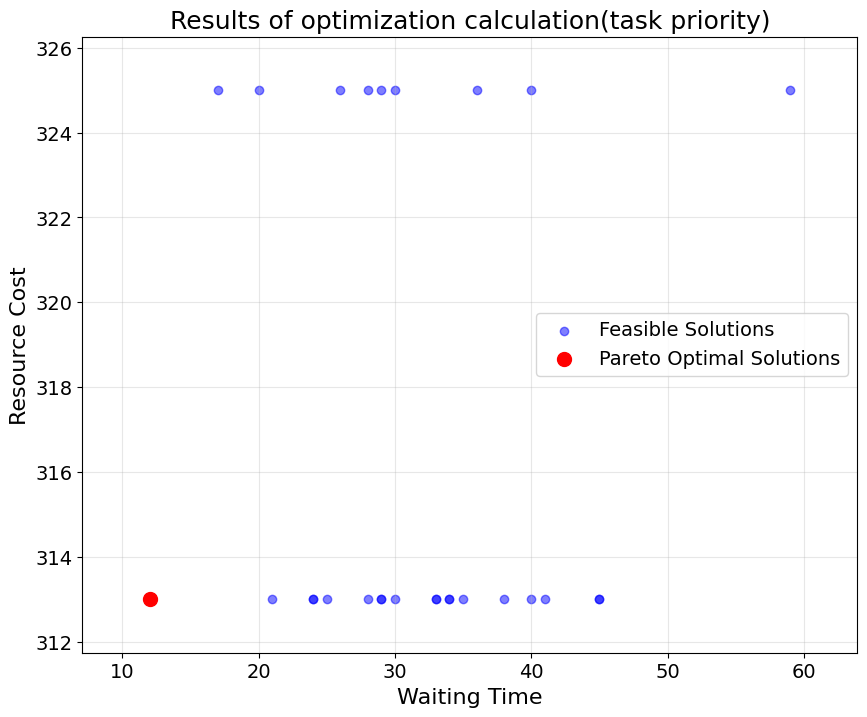 Results of optimization calculation(task priority)
326
324
322
320
318
316
314
312
Resource Cost
Feasible Solutions
Pareto Optimal Solutions
10 20 30 40 50 60
Waiting Time